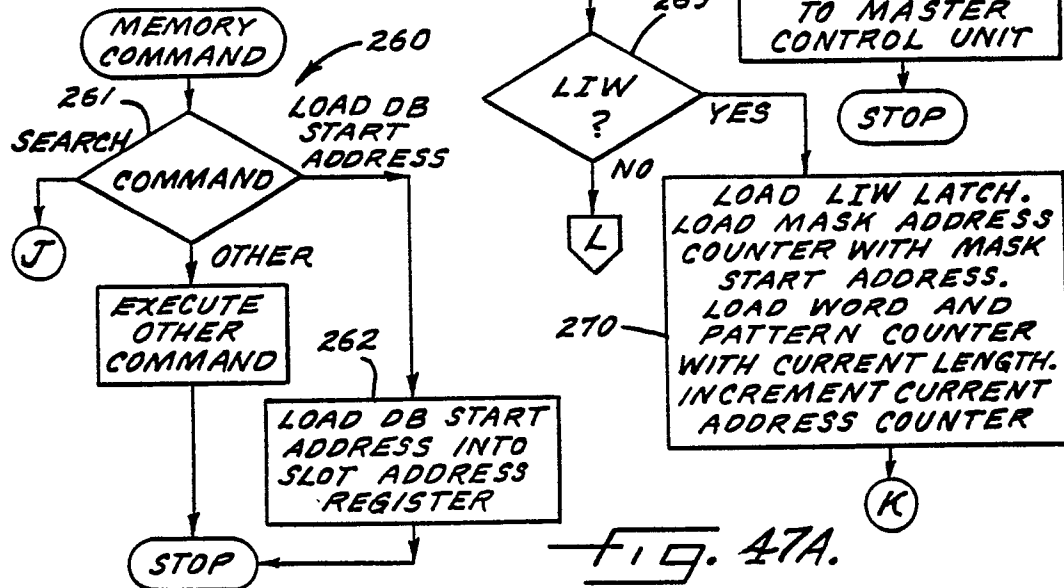 MEMORY
COMMAND
260
261
SEARCH
COMMAND
LOAD DB
START
ADDRESS
J
OTHER
EXECUTE
OTHER
COMMAND
262
LOAD DB START
ADDRESS INTO
SLOT ADDRESS
REGISTER
STOP
LIW
?
YES
NO
L
TO MASTER
CONTROL UNIT
STOP
270
LOAD LIW LATCH.
LOAD MASK ADDRESS
COUNTER WITH MASK
START ADDRESS.
LOAD WORD AND
PATTERN COUNTER
WITH CURRENT LENGTH.
INCREMENT CURRENT
ADDRESS COUNTER
K
FIG. 47A.